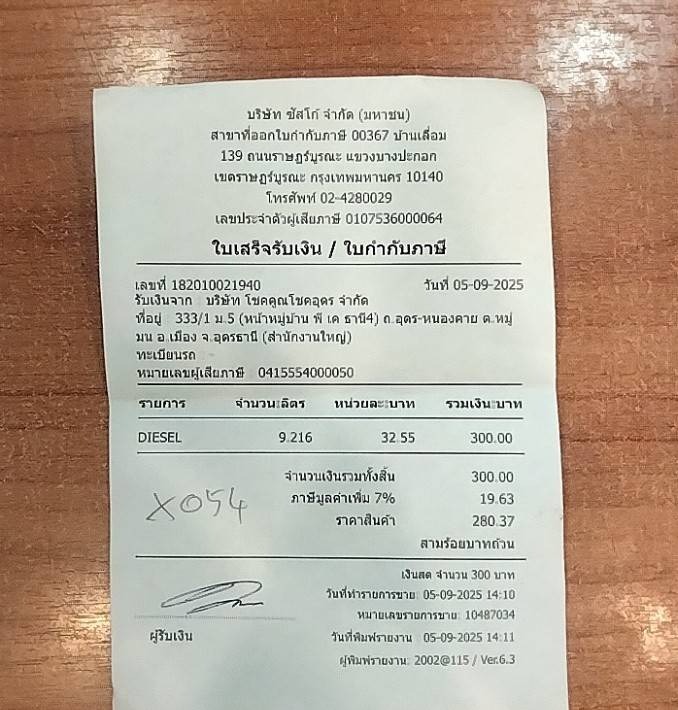 บริษัท ซัสโก้ จำกัด (มหาชน)
สาขาที่ออกใบกำกับภาษี 00367 บ้านเลื่อม
139 ถนนราษฎร์บูรณะ แขวงบางปะกอก
เขตราษฎร์บูรณะ กรุงเทพมหานคร 10140
โทรศัพท์ 02-4280029
เลขประจำตัวผู้เสียภาษี 0107536000064
ใบเสร็จรับเงิน / ใบกำกับภาษี
เลขที่ 182010021940 วันที่ 05-09-2025
รับเงินจาก บริษัท โชคคูณโชคอุดร จำกัด
ที่อยู่ 333/1 ม.5 (หน้าหมู่บ้าน พี เค ธานี4) ถ.อุดร-หนองคาย ต.หมู
มน อ.เมือง จ.อุดรธานี (สำนักงานใหญ่)
ทะเบียนรถ -
หมายเลขผู้เสียภาษี 0415554000050
รายการ จำนวน:ลิตร หน่วยละ:บาท รวมเงิน:บาท
DIESEL 9.216 32.55 300.00
จำนวนเงินรวมทั้งสิ้น 300.00
ภาษีมูลค่าเพิ่ม 7% 19.63
X054
ราคาสินค้า 280.37
สามร้อยบาทถ้วน
เงินสด จำนวน 300 บาท
วันที่ทำรายการขาย: 05-09-2025 14:10
หมายเลขรายการขาย: 10487034
ผู้รับเงิน วันที่พิมพ์รายงาน 05-09-2025 14:11
ผู้พิมพ์รายงาน: 2002@115 / Ver.6.3